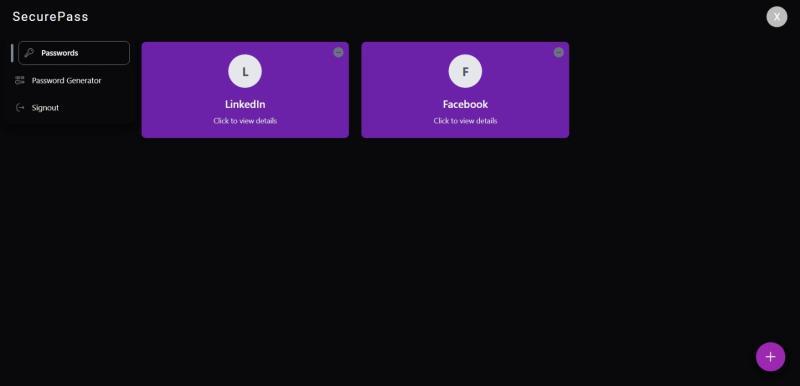 SecurePass
X
Passwords
Password Generator
Signout
L
LinkedIn
Click to view details
F
Facebook
Click to view details
+